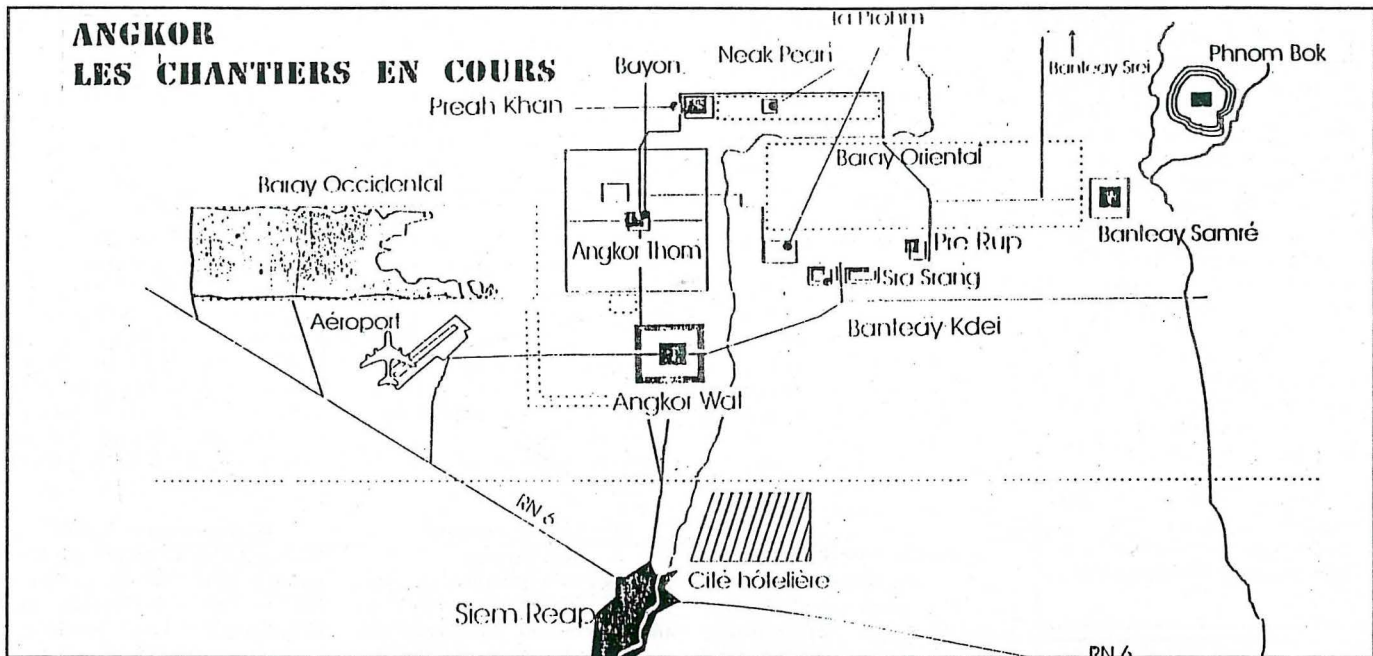 ANGKOR
LES CHANTIERS EN COURS
Ta Prohm
Bayon
Neak Pean
Preah Khan
Banteay Srei
Phnom Bok
Baray Oriental
Baray Occidental
Angkor Thom
Pre Rup
Banteay Samré
Sra Srang
Aéroport
Banteay Kdei
Angkor Wat
RN 6
Cité hôtelière
Siem Reap
RN 6